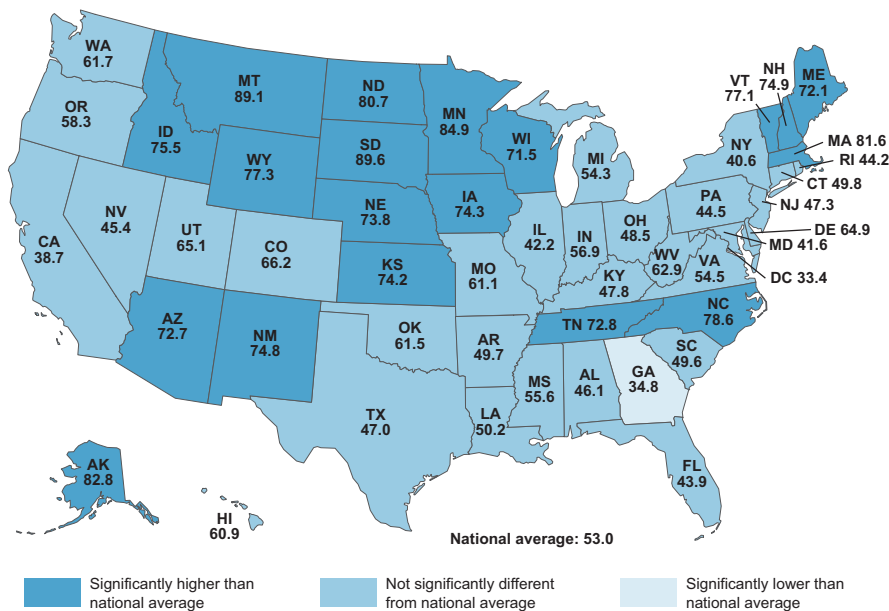 WA
61.7
OR
58.3
CA
38.7
NV
45.4
ID
75.5
MT
89.1
WY
77.3
UT
65.1
CO
66.2
AZ
72.7
NM
74.8
ND
80.7
SD
89.6
NE
73.8
KS
74.2
OK
61.5
TX
47.0
MN
84.9
IA
74.3
MO
61.1
AR
49.7
LA
50.2
WI
71.5
IL
42.2
MI
54.3
IN
56.9
OH
48.5
KY
47.8
TN 72.8
MS
55.6
AL
46.1
GA
34.8
FL
43.9
SC
49.6
NC
78.6
VA
54.5
WV
62.9
PA
44.5
NY
40.6
VT
77.1
NH
74.9
ME
72.1
MA 81.6
RI 44.2
CT 49.8
NJ 47.3
DE 64.9
MD 41.6
DC 33.4
AK
82.8
HI
60.9
National average: 53.0
Significantly higher than
national average
Not significantly different
from national average
Significantly lower than
national average